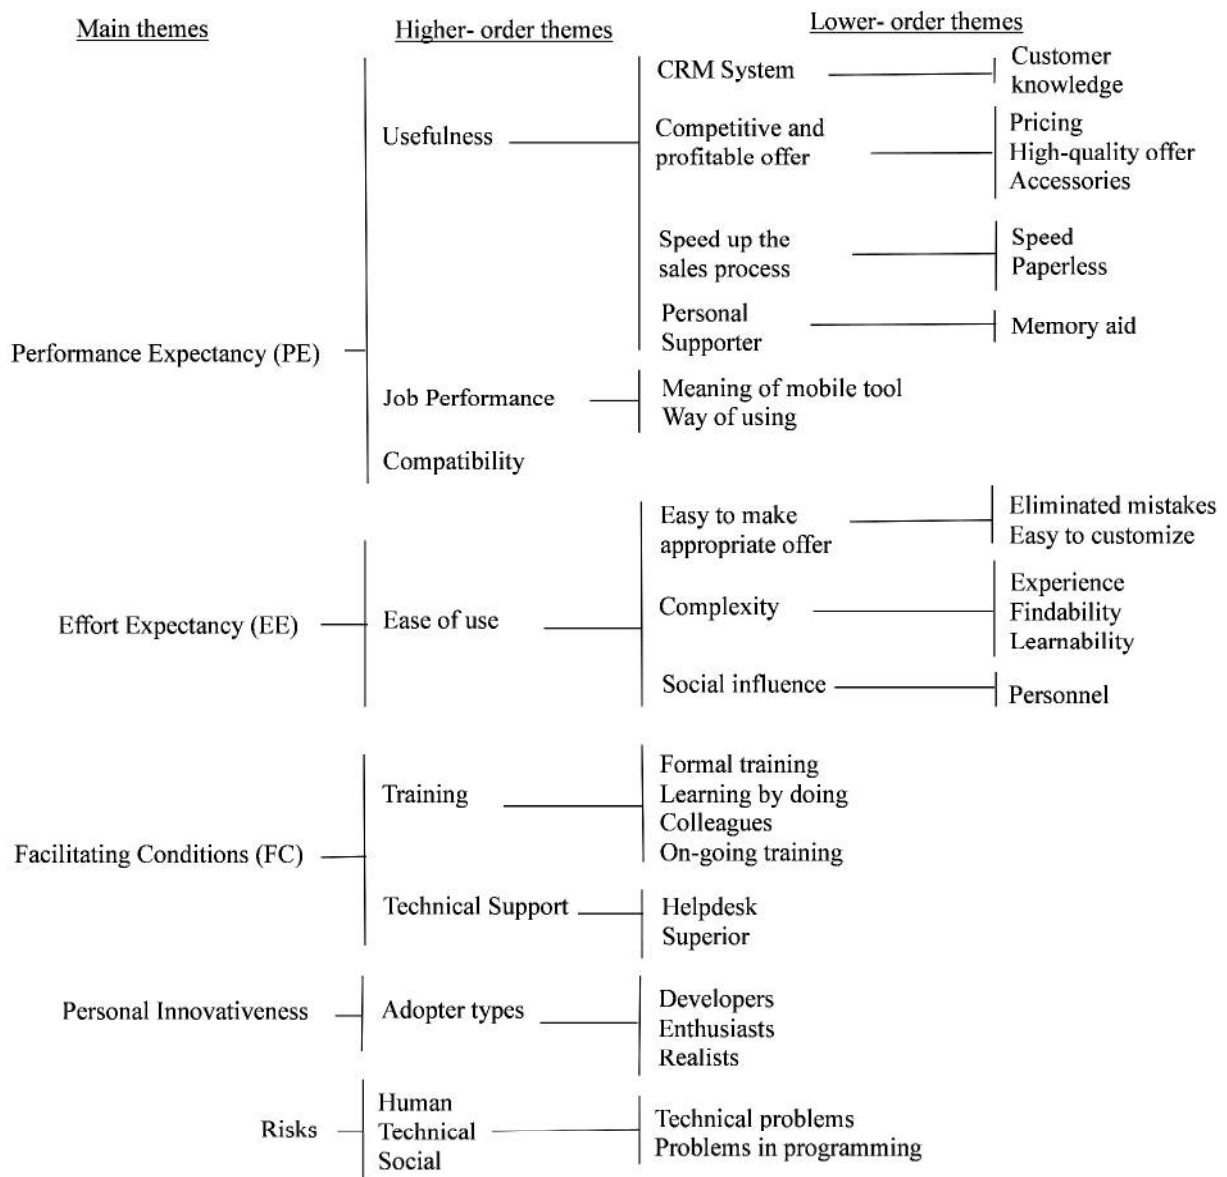 Main themes
Higher- order themes
Lower- order themes
Performance Expectancy (PE)
Usefulness
CRM System
Customer
knowledge
Competitive and
profitable offer
Pricing
High-quality offer
Accessories
Speed up the
sales process
Speed
Paperless
Personal
Supporter
Memory aid
Job Performance
Meaning of mobile tool
Way of using
Compatibility
Effort Expectancy (EE)
Ease of use
Easy to make
appropriate offer
Eliminated mistakes
Easy to customize
Complexity
Experience
Findability
Learnability
Social influence
Personnel
Facilitating Conditions (FC)
Training
Formal training
Learning by doing
Colleagues
On-going training
Technical Support
Helpdesk
Superior
Personal Innovativeness
Adopter types
Developers
Enthusiasts
Realists
Risks
Human
Technical
Social
Technical problems
Problems in programming